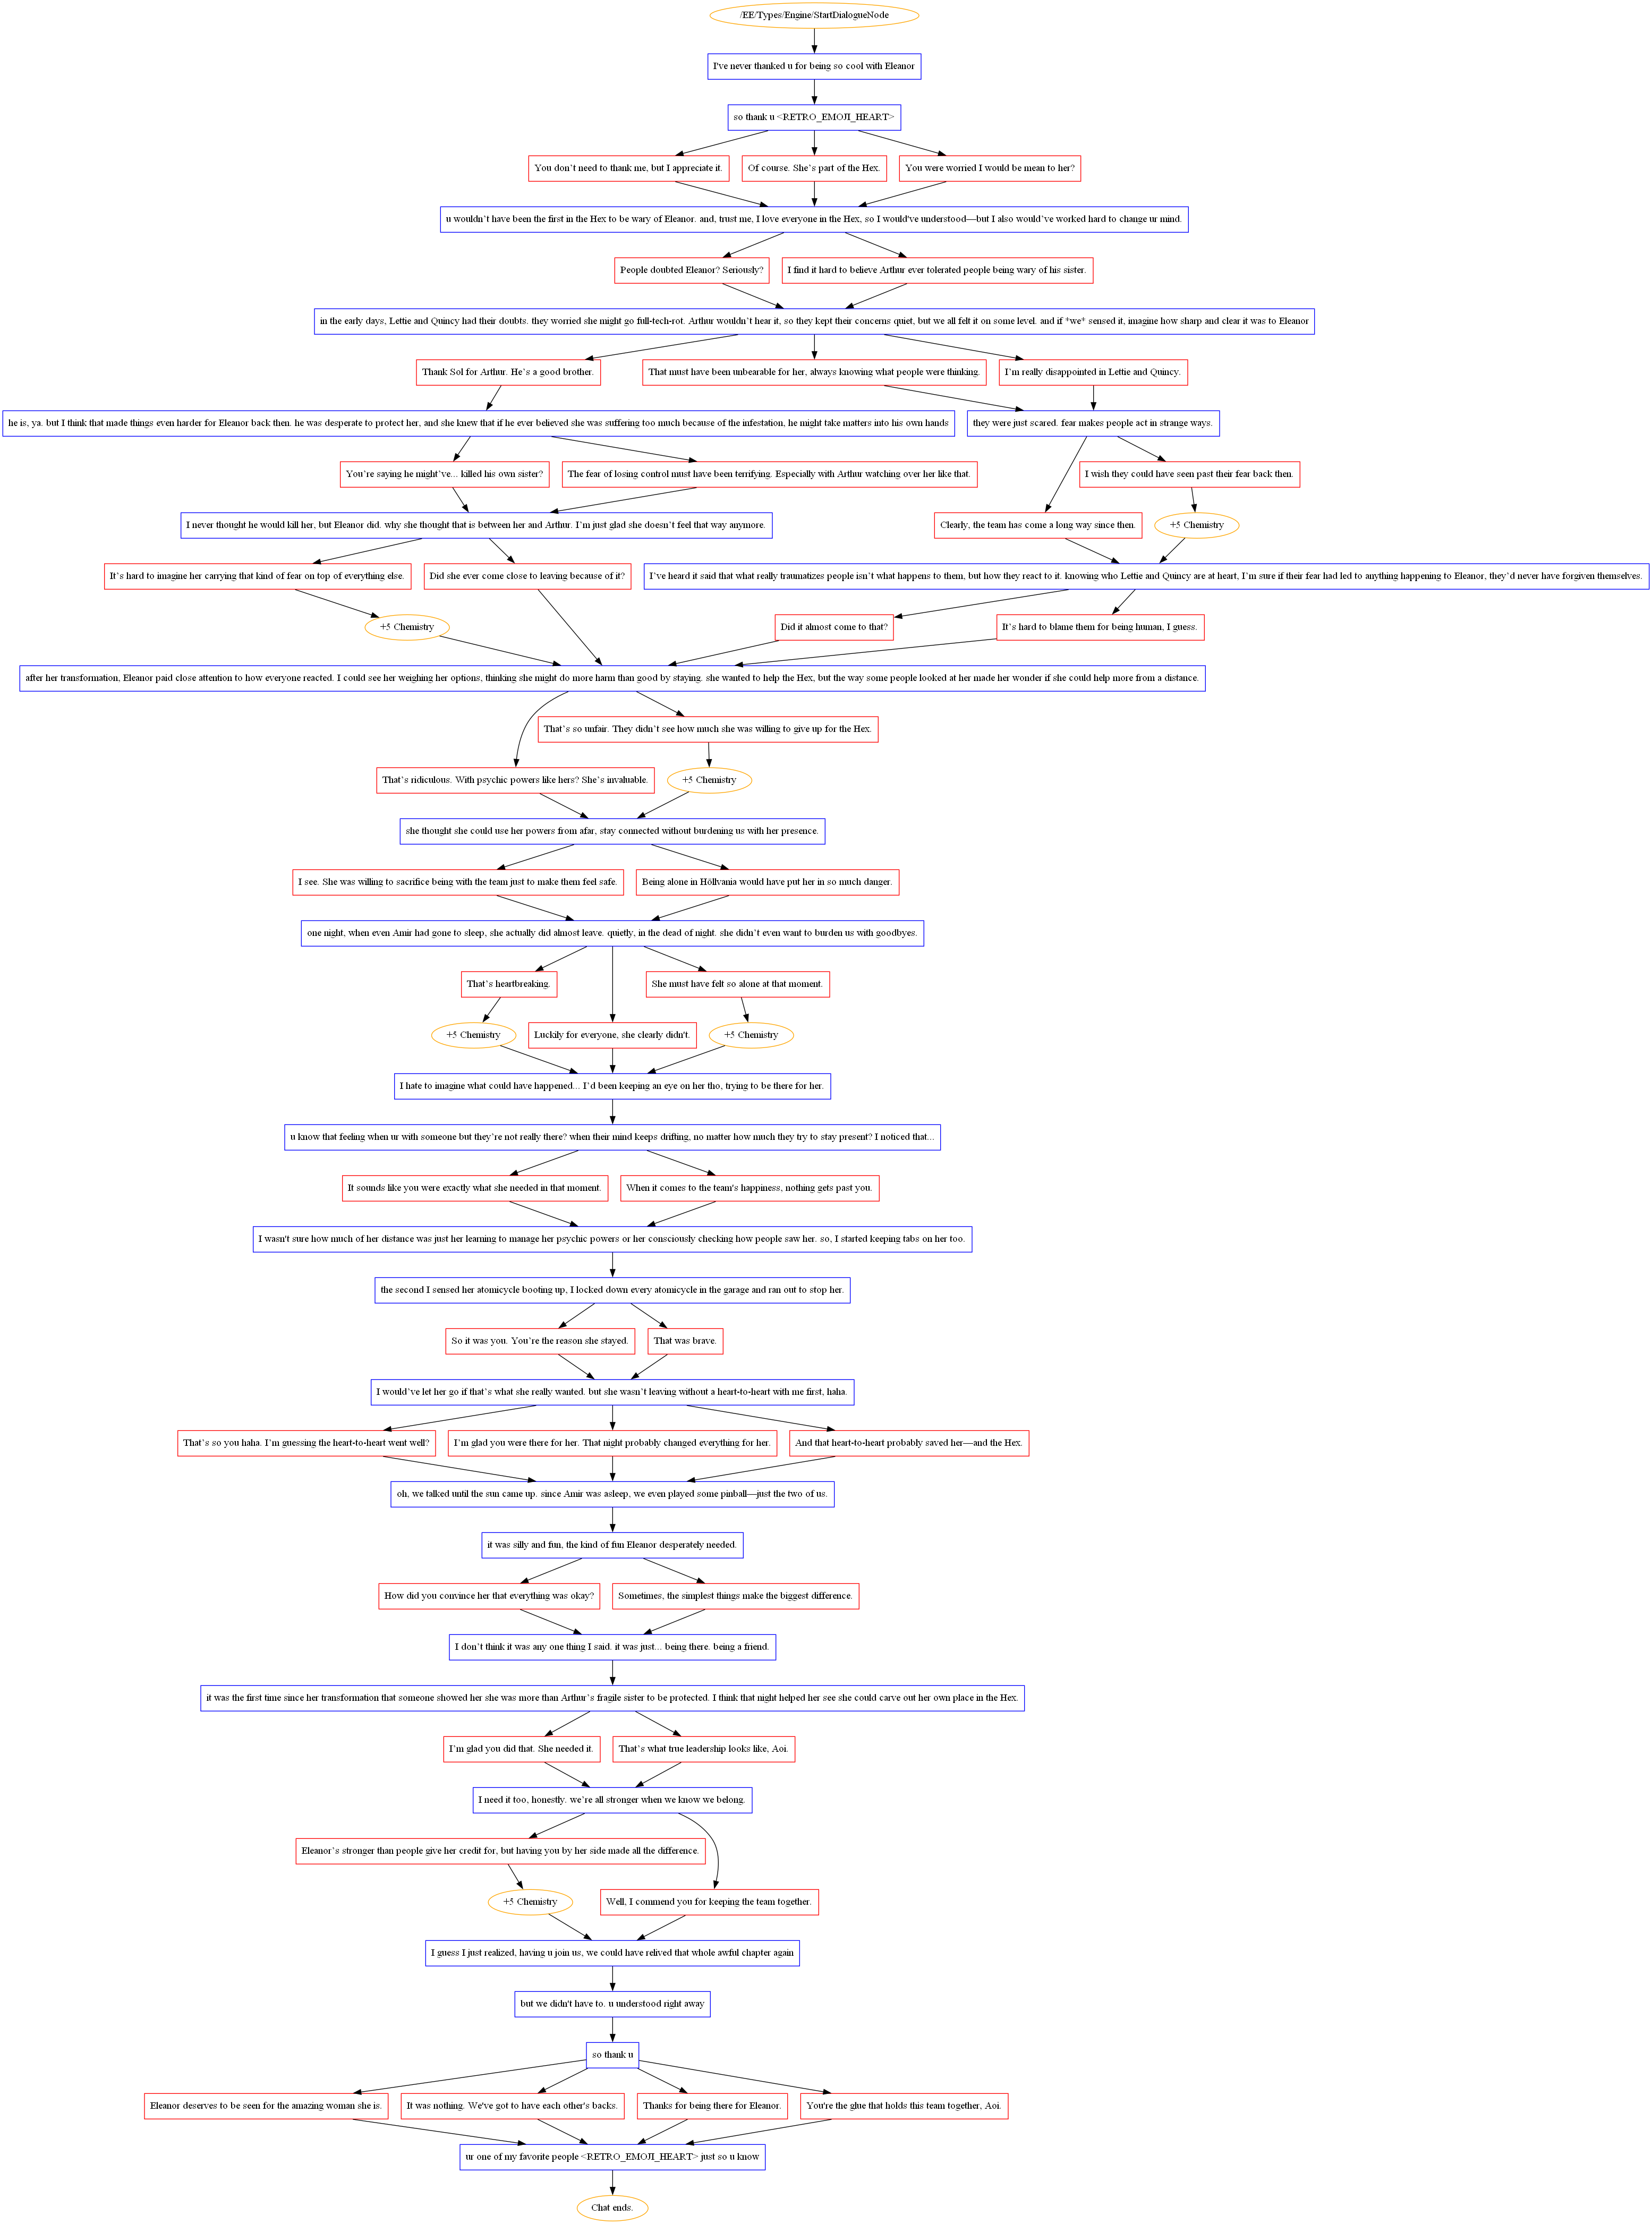 /EE/Types/Engine/StartDialogueNode
I've never thanked u for being so cool with Eleanor
so thank u <RETRO_EMOJI_HEART>
You don't need to thank me, but I appreciate it.
Of course. She's part of the Hex.
You were worried I would be mean to her?
u wouldn't have been the first in the Hex to be wary of Eleanor. and, trust me, I love everyone in the Hex, so I would've understood—but I also would've worked hard to change ur mind.
People doubted Eleanor? Seriously?
I find it hard to believe Arthur ever tolerated people being wary of his sister.
in the early days, Lettie and Quincy had their doubts. they worried she might go full-tech-rot. Arthur wouldn't hear it, so they kept their concerns quiet, but we all felt it on some level. and if *we* sensed it, imagine how sharp and clear it was to Eleanor
Thank Sol for Arthur. He's a good brother.
That must have been unbearable for her, always knowing what people were thinking.
I'm really disappointed in Lettie and Quincy.
he is, ya. but I think that made things even harder for Eleanor back then. he was desperate to protect her, and she knew that if he ever believed she was suffering too much because of the infestation, he might take matters into his own hands
they were just scared. fear makes people act in strange ways.
You're saying he might've... killed his own sister?
The fear of losing control must have been terrifying. Especially with Arthur watching over her like that.
I wish they could have seen past their fear back then.
I never thought he would kill her, but Eleanor did. why she thought that is between her and Arthur. I'm just glad she doesn't feel that way anymore.
Clearly, the team has come a long way since then.
+5 Chemistry
It's hard to imagine her carrying that kind of fear on top of everything else.
Did she ever come close to leaving because of it?
I've heard it said that what really traumatizes people isn't what happens to them, but how they react to it. knowing who Lettie and Quincy are at heart, I'm sure if their fear had led to anything happening to Eleanor, they'd never have forgiven themselves.
+5 Chemistry
Did it almost come to that?
It's hard to blame them for being human, I guess.
after her transformation, Eleanor paid close attention to how everyone reacted. I could see her weighing her options, thinking she might do more harm than good by staying. she wanted to help the Hex, but the way some people looked at her made her wonder if she could help more from a distance.
That's so unfair. They didn't see how much she was willing to give up for the Hex.
That's ridiculous. With psychic powers like hers? She's invaluable.
+5 Chemistry
she thought she could use her powers from afar, stay connected without burdening us with her presence.
I see. She was willing to sacrifice being with the team just to make them feel safe.
Being alone in Höllvania would have put her in so much danger.
one night, when even Amir had gone to sleep, she actually did almost leave. quietly, in the dead of night. she didn't even want to burden us with goodbyes.
That's heartbreaking.
She must have felt so alone at that moment.
+5 Chemistry
Luckily for everyone, she clearly didn't.
+5 Chemistry
I hate to imagine what could have happened... I'd been keeping an eye on her tho, trying to be there for her.
u know that feeling when ur with someone but they're not really there? when their mind keeps drifting, no matter how much they try to stay present? I noticed that...
It sounds like you were exactly what she needed in that moment.
When it comes to the team's happiness, nothing gets past you.
I wasn't sure how much of her distance was just her learning to manage her psychic powers or her consciously checking how people saw her. so, I started keeping tabs on her too.
the second I sensed her atomicycle booting up, I locked down every atomicycle in the garage and ran out to stop her.
So it was you. You're the reason she stayed.
That was brave.
I would've let her go if that's what she really wanted. but she wasn't leaving without a heart-to-heart with me first, haha.
That's so you haha. I'm guessing the heart-to-heart went well?
I'm glad you were there for her. That night probably changed everything for her.
And that heart-to-heart probably saved her—and the Hex.
oh, we talked until the sun came up. since Amir was asleep, we even played some pinball—just the two of us.
it was silly and fun, the kind of fun Eleanor desperately needed.
How did you convince her that everything was okay?
Sometimes, the simplest things make the biggest difference.
I don't think it was any one thing I said. it was just... being there. being a friend.
it was the first time since her transformation that someone showed her she was more than Arthur's fragile sister to be protected. I think that night helped her see she could carve out her own place in the Hex.
I'm glad you did that. She needed it.
That's what true leadership looks like, Aoi.
I need it too, honestly. we're all stronger when we know we belong.
Eleanor's stronger than people give her credit for, but having you by her side made all the difference.
+5 Chemistry
Well, I commend you for keeping the team together.
I guess I just realized, having u join us, we could have relived that whole awful chapter again
but we didn't have to. u understood right away
so thank u
Eleanor deserves to be seen for the amazing woman she is.
It was nothing. We've got to have each other's backs.
Thanks for being there for Eleanor.
You're the glue that holds this team together, Aoi.
ur one of my favorite people <RETRO_EMOJI_HEART> just so u know
Chat ends.